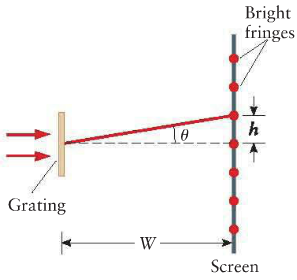 Bright
fringes
θ
h
Grating
W
Screen